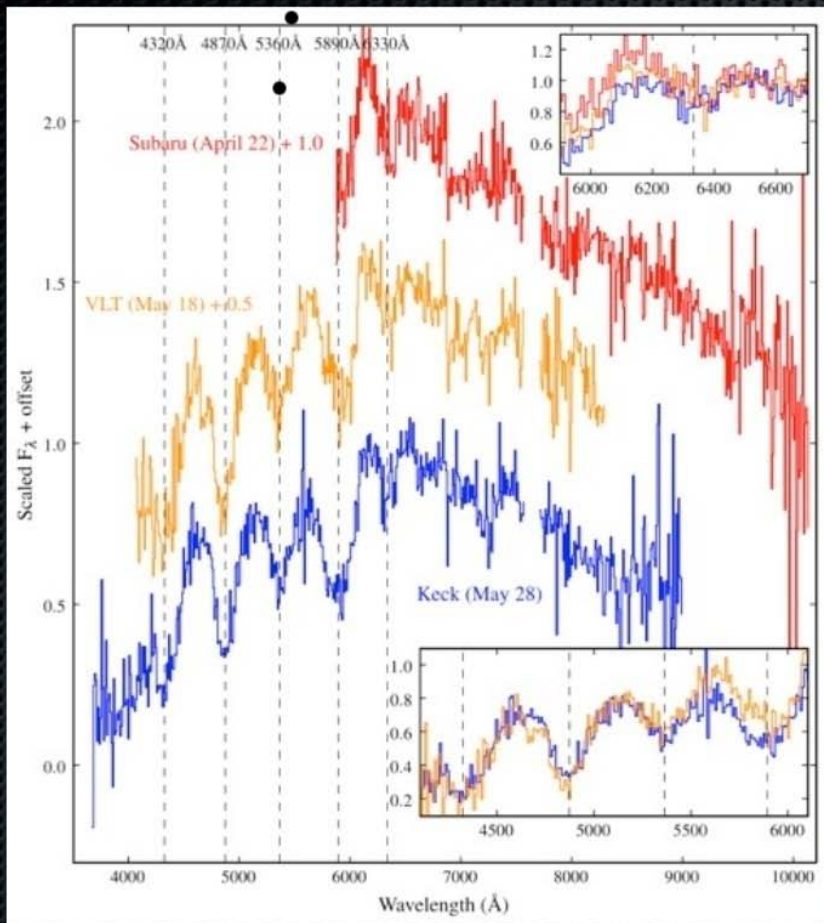 4320Å 4870Å 5360Å 5890Å 6330Å
Subaru (April 22) + 1.0
VLT (May 18) + 0.5
Keck (May 28)
Scaled Fλ + offset
2.0
1.5
1.0
0.5
0.0
4000 5000 6000 7000 8000 9000 10000
Wavelength (Å)
1.2
1.0
0.8
0.6
6000 6200 6400 6600
1.0
0.8
0.6
0.4
0.2
4500 5000 5500 6000